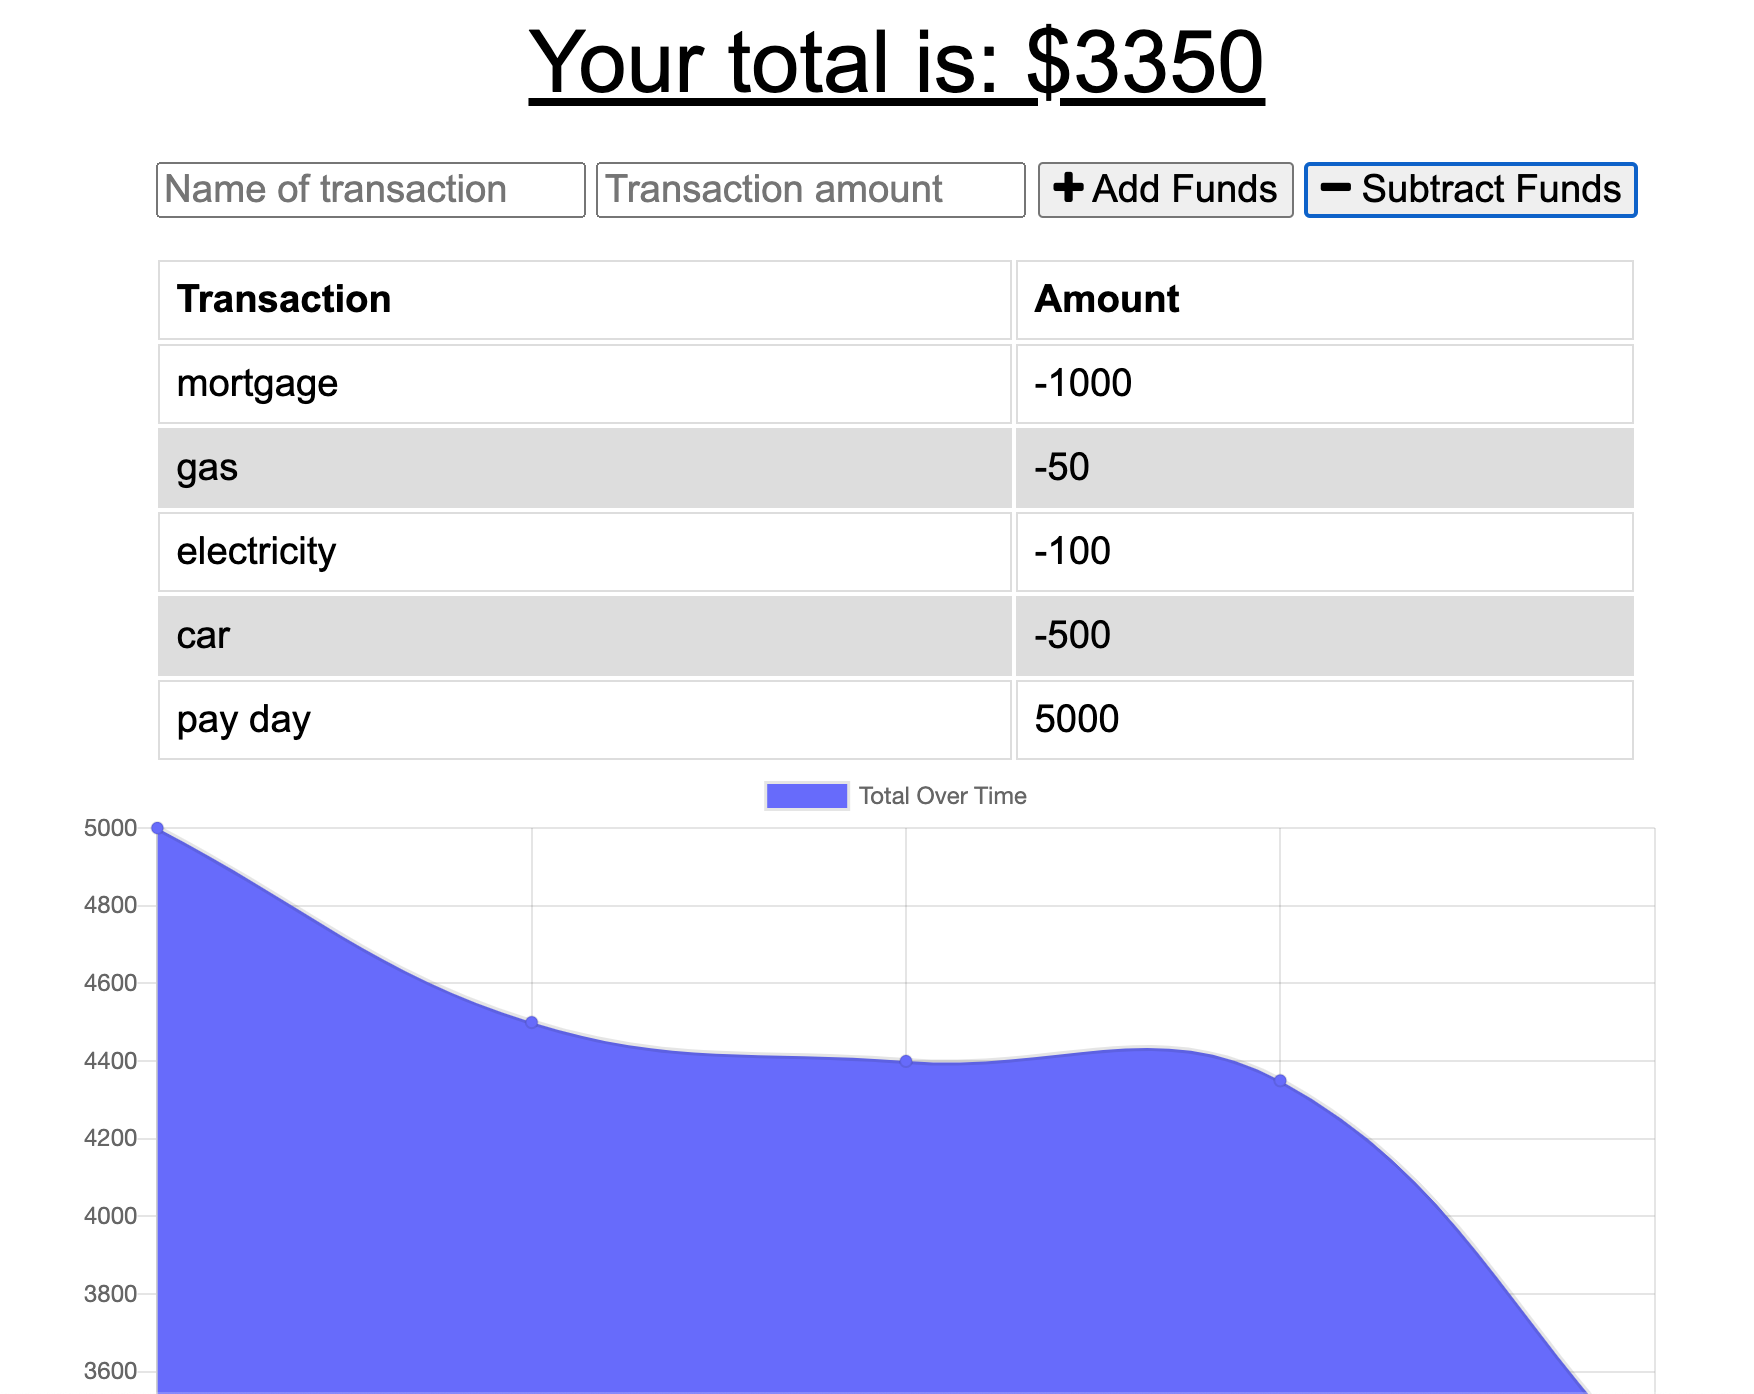 Your total is: $3350
Name of transaction Transaction amount Add Funds Subtract Funds
Transaction Amount
mortgage -1000
gas -50
electricity -100
car -500
pay day 5000
Total Over Time
5000
4800
4600
4400
4200
4000
3800
3600